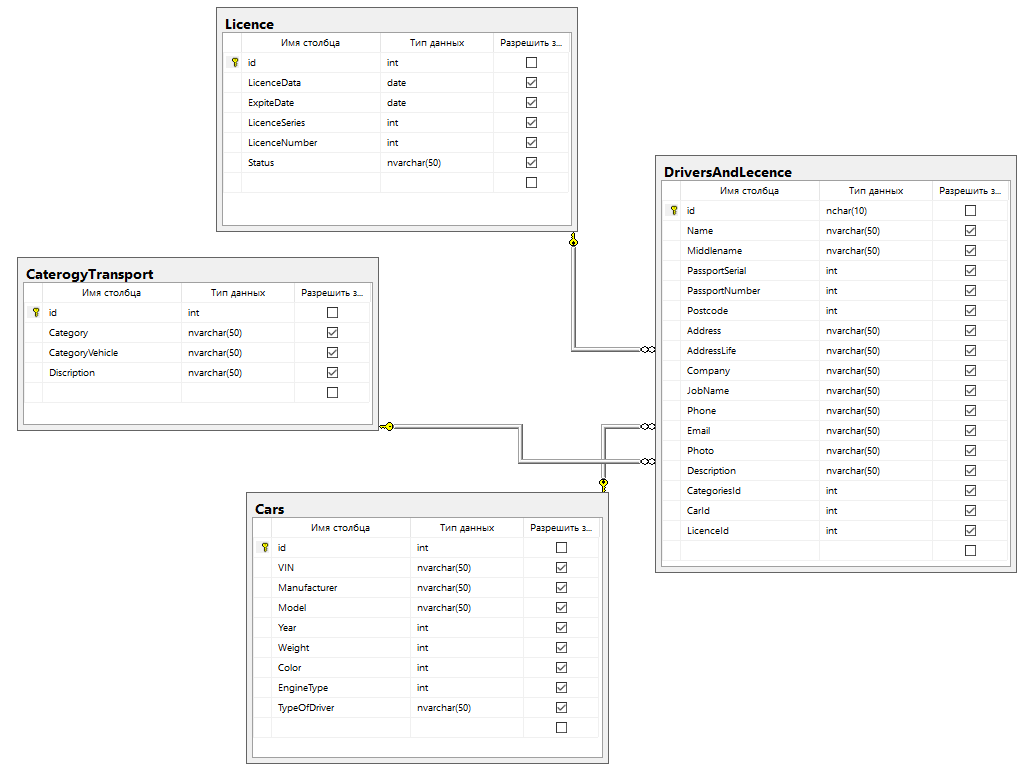 Licence
Имя столбца Тип данных Разрешить з...
id int
LicenceData date
ExpiteDate date
LicenceSeries int
LicenceNumber int
Status nvarchar(50)
DriversAndLecence
Имя столбца Тип данных Разрешить з...
id nchar(10)
Name nvarchar(50)
Middlename nvarchar(50)
PassportSerial int
PassportNumber int
Postcode int
Address nvarchar(50)
AddressLife nvarchar(50)
Company nvarchar(50)
JobName nvarchar(50)
Phone nvarchar(50)
Email nvarchar(50)
Photo nvarchar(50)
Description nvarchar(50)
CategoriesId int
CarId int
LicenceId int
CaterogyTransport
Имя столбца Тип данных Разрешить з...
id int
Category nvarchar(50)
CategoryVehicle nvarchar(50)
Discription nvarchar(50)
Cars
Имя столбца Тип данных Разрешить з...
id int
VIN nvarchar(50)
Manufacturer nvarchar(50)
Model nvarchar(50)
Year int
Weight int
Color int
EngineType int
TypeOfDriver nvarchar(50)